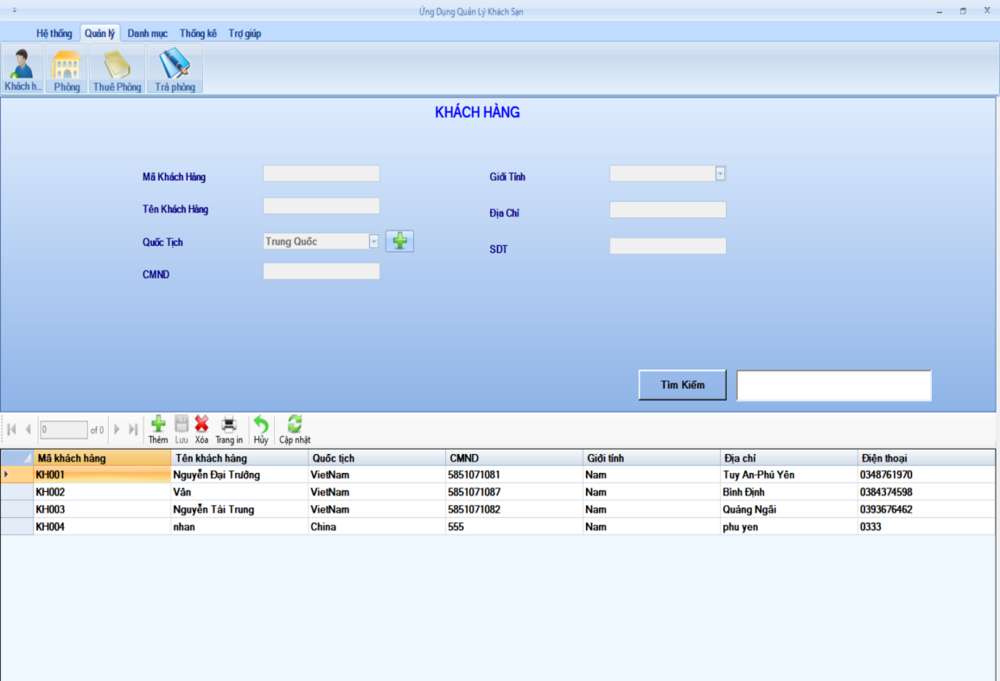 Ứng Dụng Quản Lý Khách Sạn
Hệ thống Quản lý Danh mục Thống kê Trợ giúp
Khách h... Phòng Thuê Phòng Trả phòng
KHÁCH HÀNG
Mã Khách Hàng Giới Tính
Tên Khách Hàng Địa Chỉ
Quốc Tịch Trung Quốc SDT
CMND
Tìm Kiếm
0 of 0 Thêm Lưu Xóa Trang in Hủy Cập nhật
Mã khách hàng Tên khách hàng Quốc tịch CMND Giới tính Địa chỉ Điện thoại
KH001 Nguyễn Đại Trưởng VietNam 5851071081 Nam Tuy An-Phú Yên 0348761970
KH002 Vân VietNam 5851071087 Nam Bình Định 0384374598
KH003 Nguyễn Tài Trung VietNam 5851071082 Nam Quảng Ngãi 0393676462
KH004 nhan China 555 Nam phu yen 0333